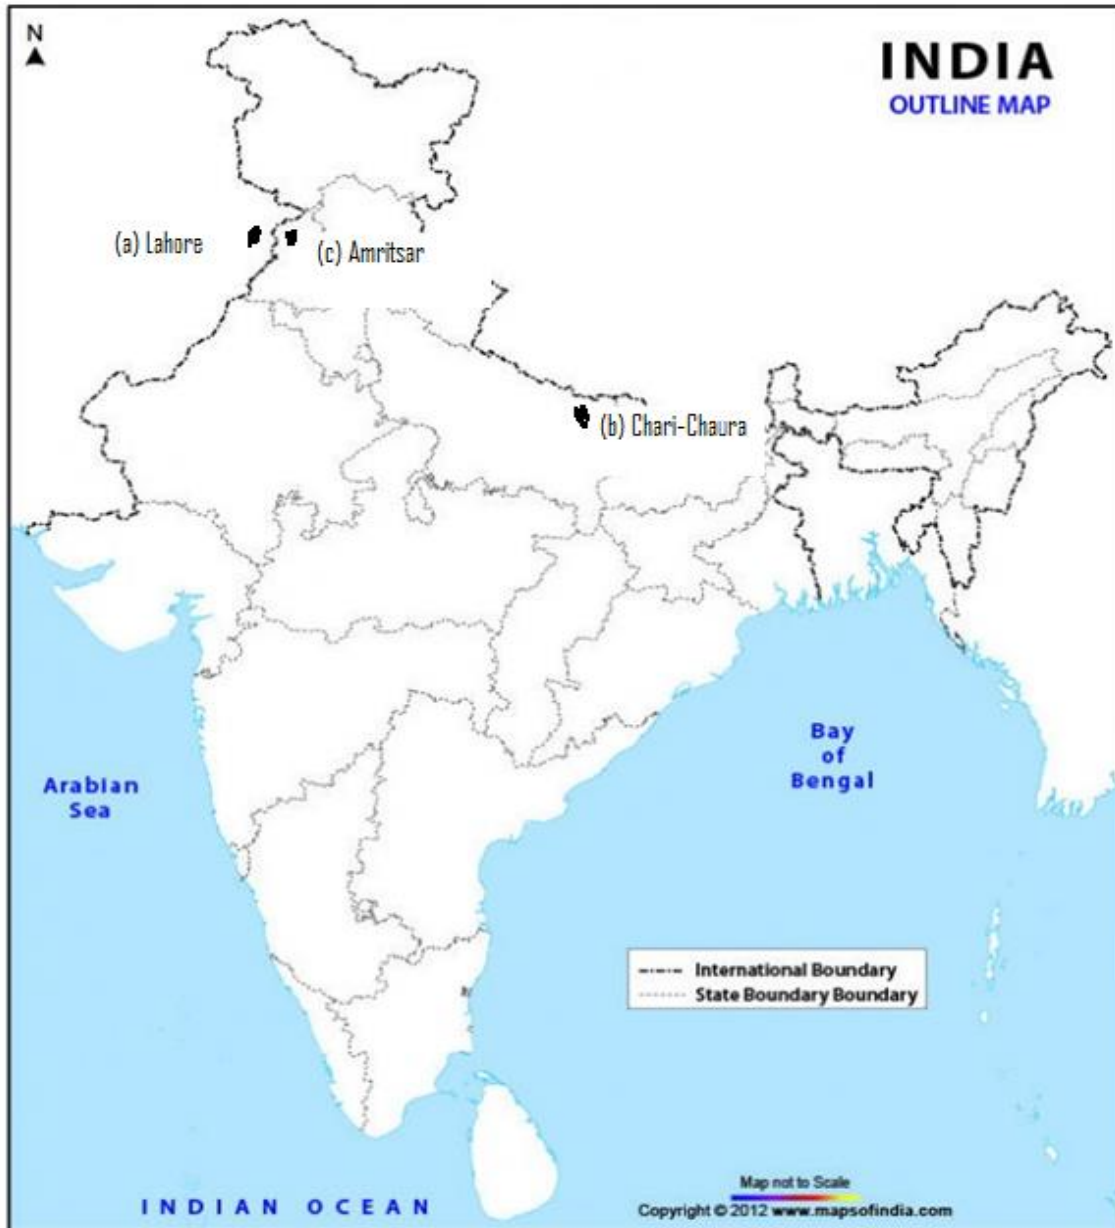 N
INDIA
OUTLINE MAP
(a) Lahore
(c) Amritsar
(b) Chari-Chaura
Arabian
Sea
Bay
of
Bengal
International Boundary
State Boundary Boundary
INDIAN OCEAN
Map not to Scale
Copyright © 2012 www.mapsofindia.com